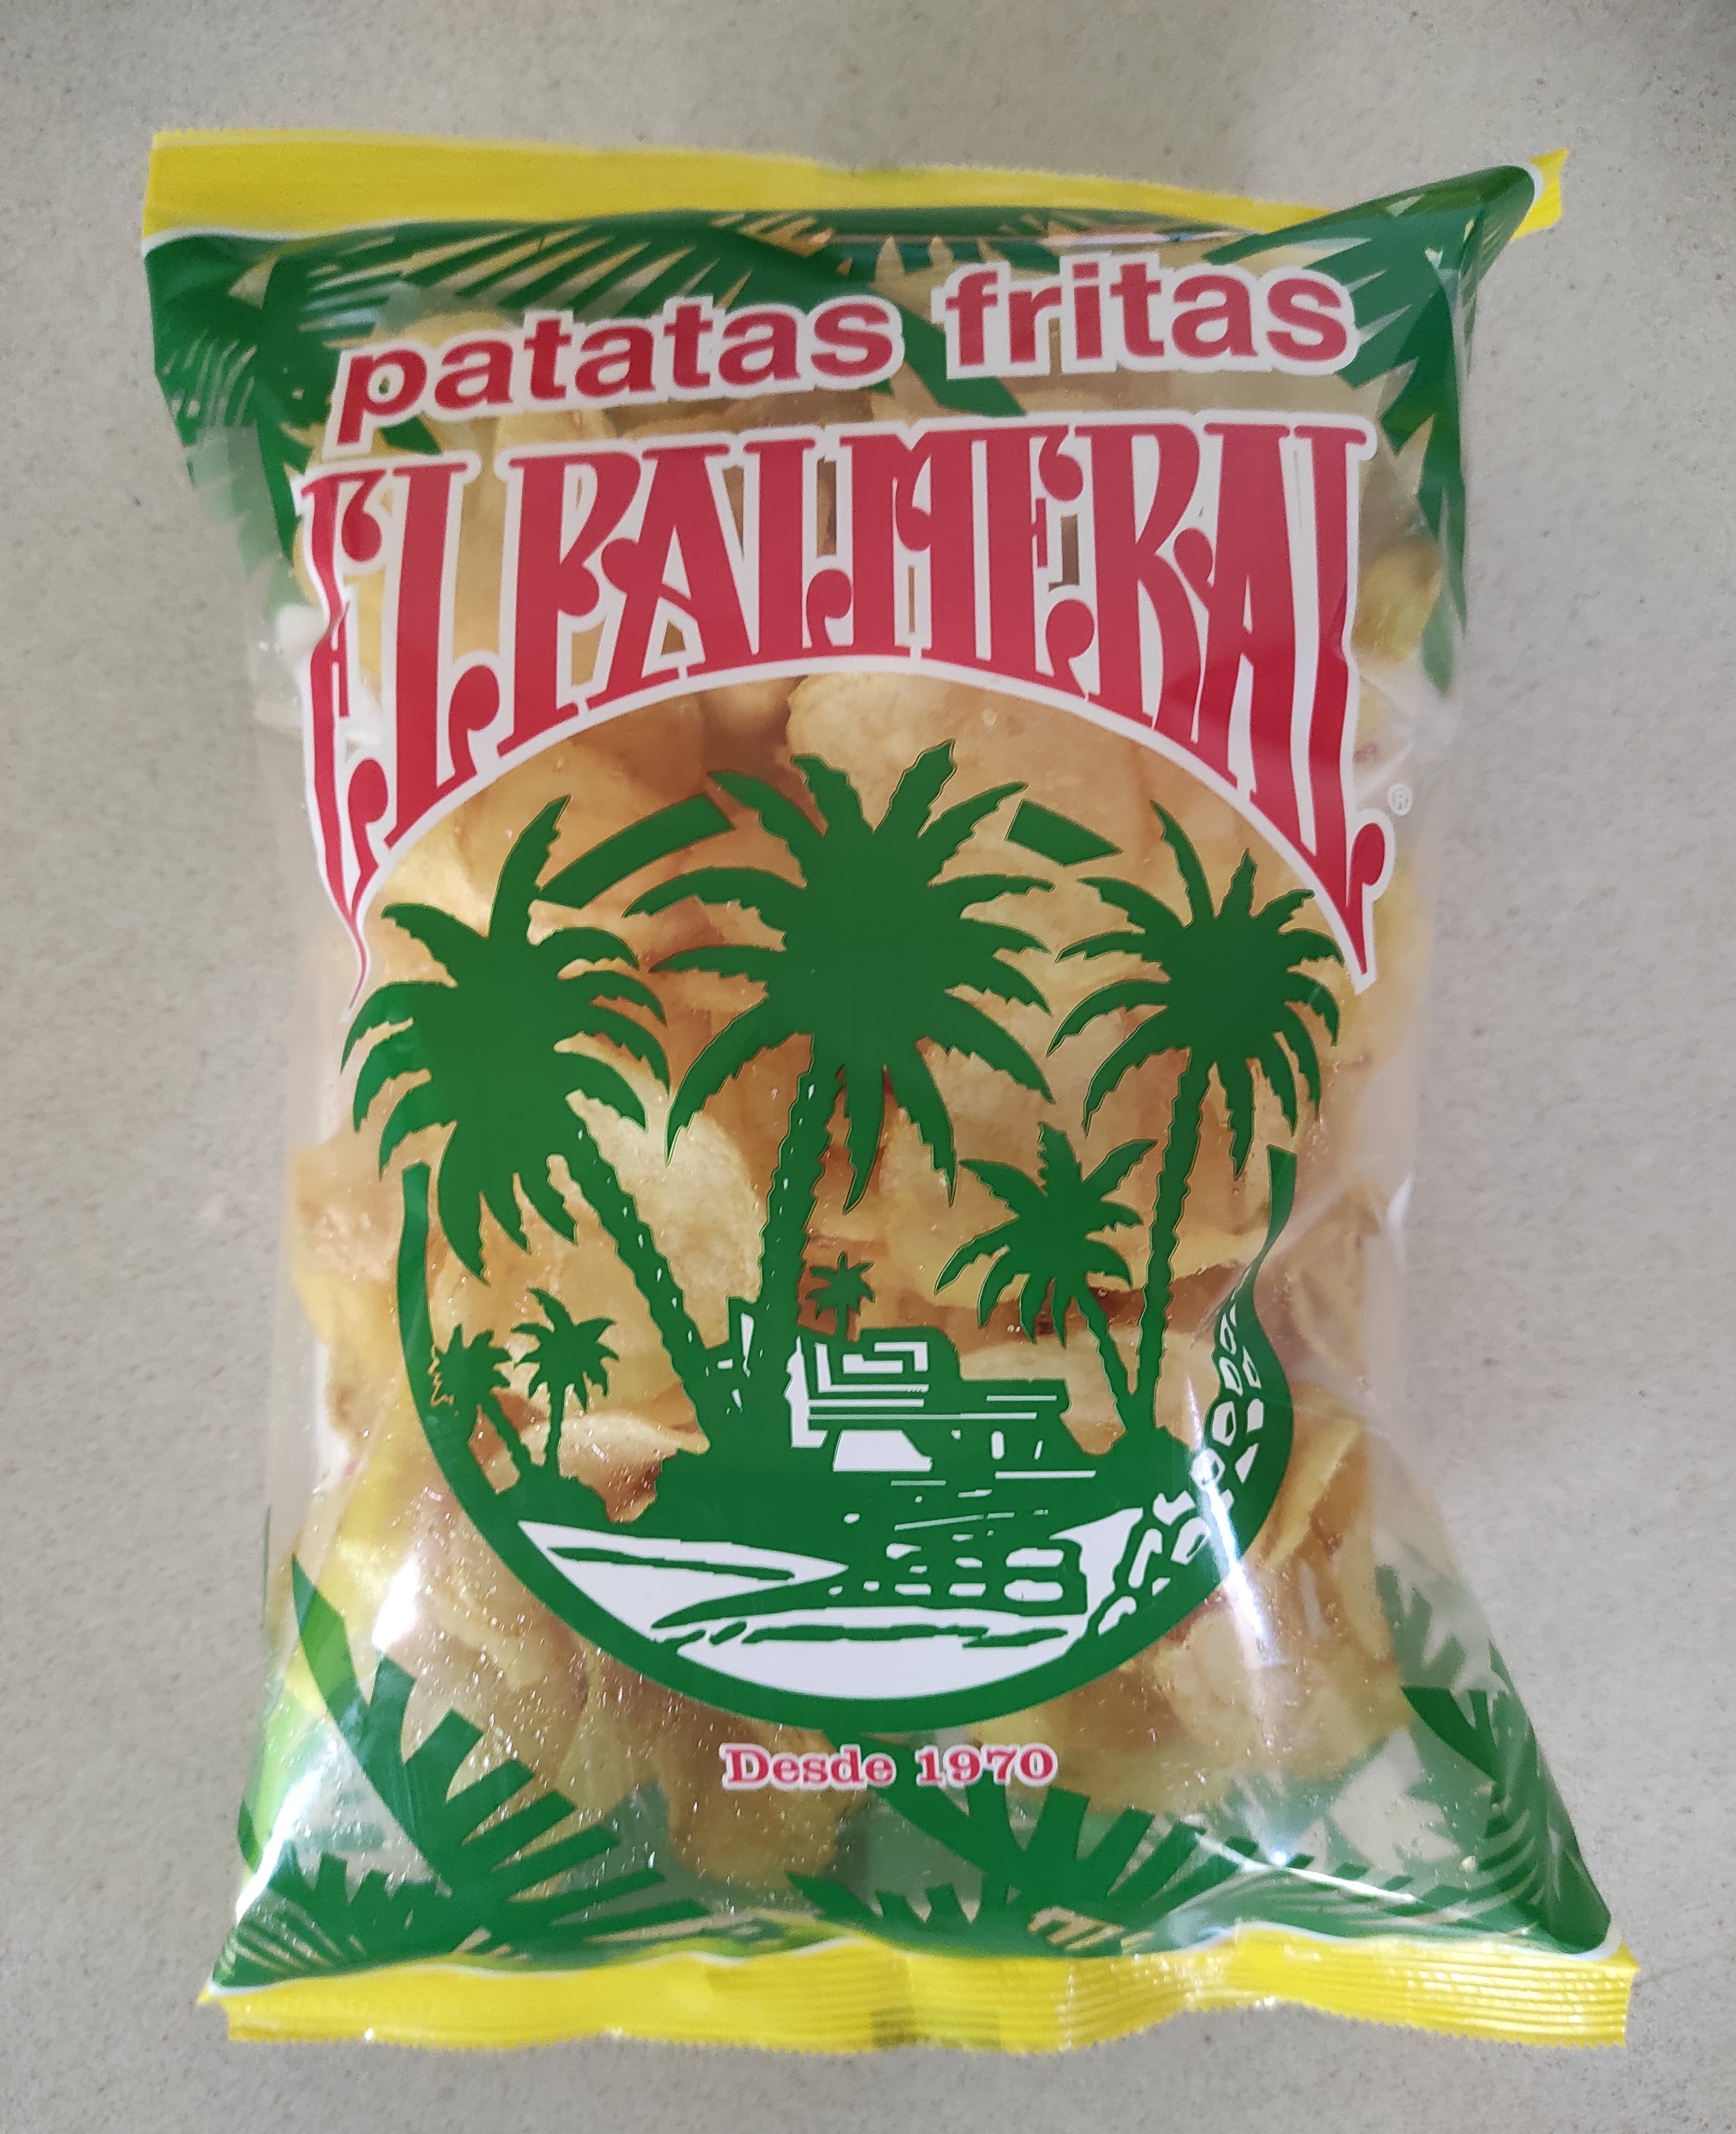 patatas fritas
EL PALMERAL
®
Desde 1970